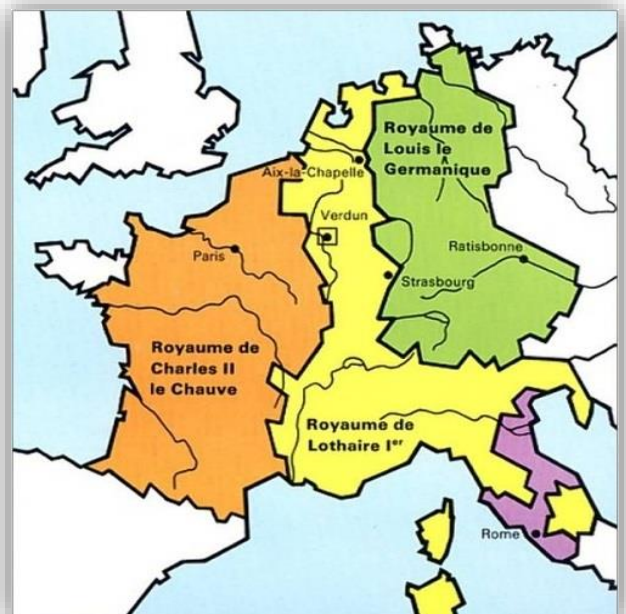 Royaume de
Louis le
Germanique
Aix-la-Chapelle
Verdun
Paris
Ratisbonne
Strasbourg
Royaume de
Charles II
le Chauve
Royaume de
Lothaire Iᵉʳ
Rome